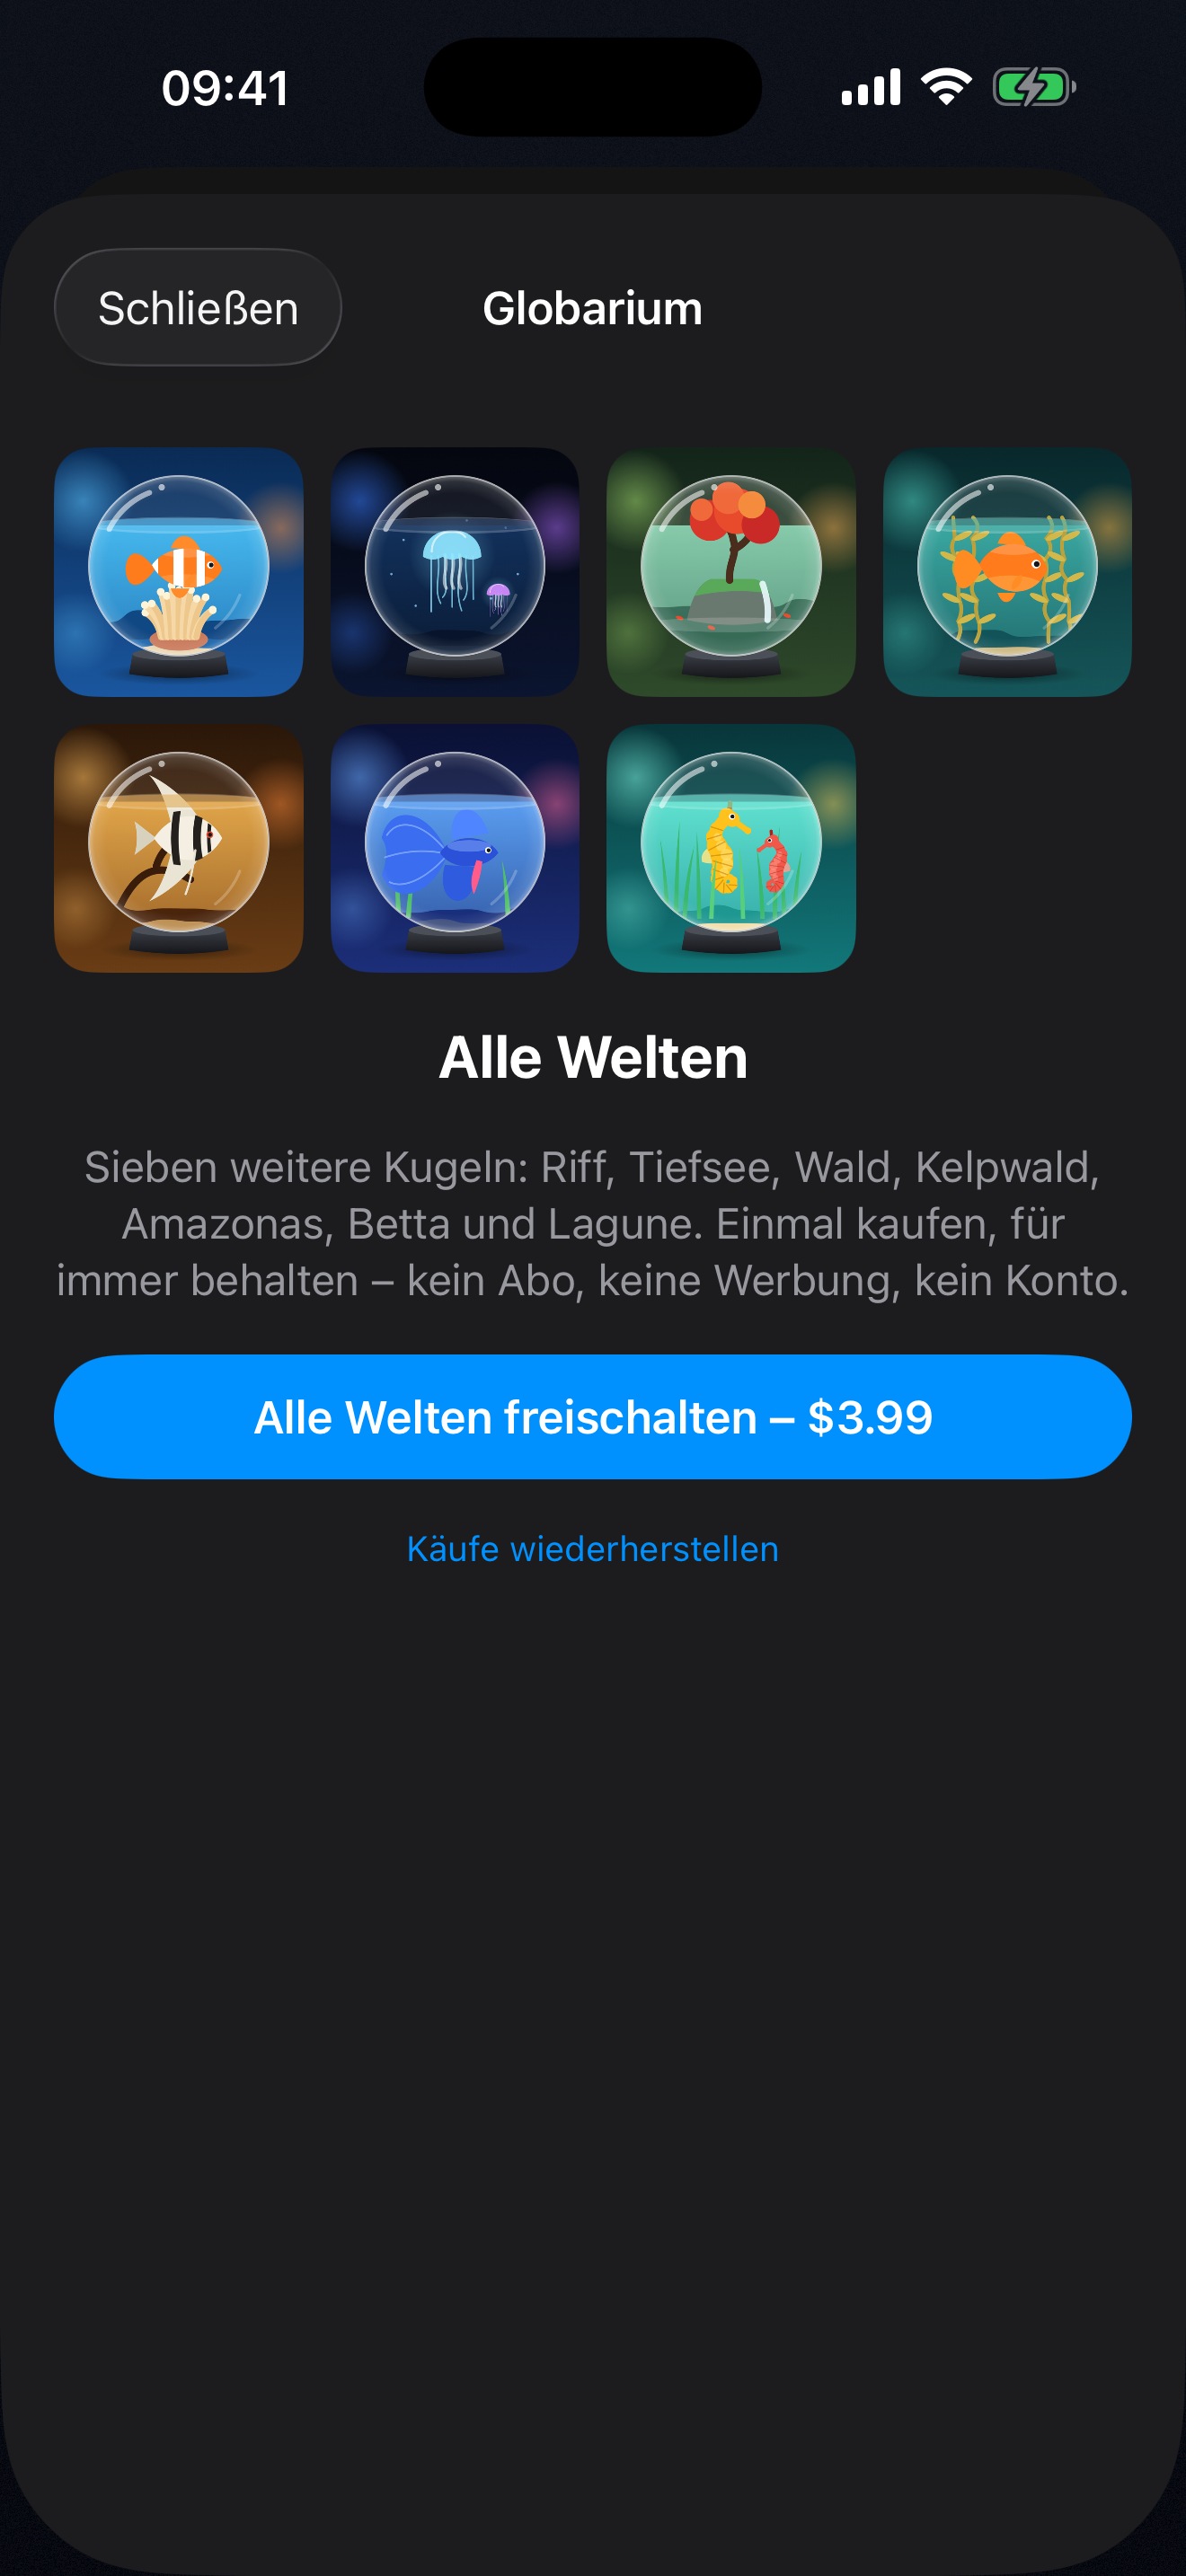 09:41
Schließen
Globarium
Alle Welten
Sieben weitere Kugeln: Riff, Tiefsee, Wald, Kelpwald,
Amazonas, Betta und Lagune. Einmal kaufen, für
immer behalten – kein Abo, keine Werbung, kein Konto.
Alle Welten freischalten – $3.99
Käufe wiederherstellen